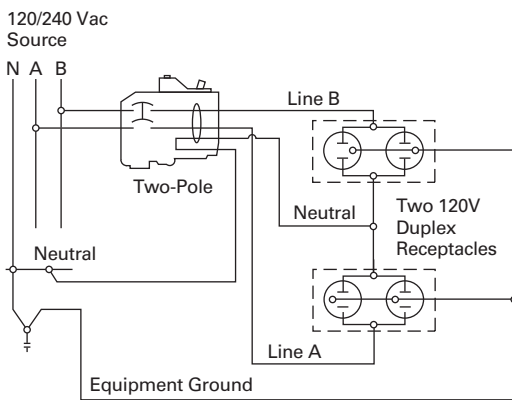 120/240 Vac
Source
N A B
Line B
Two-Pole
Neutral
Two 120V
Duplex
Receptacles
Neutral
Line A
Equipment Ground